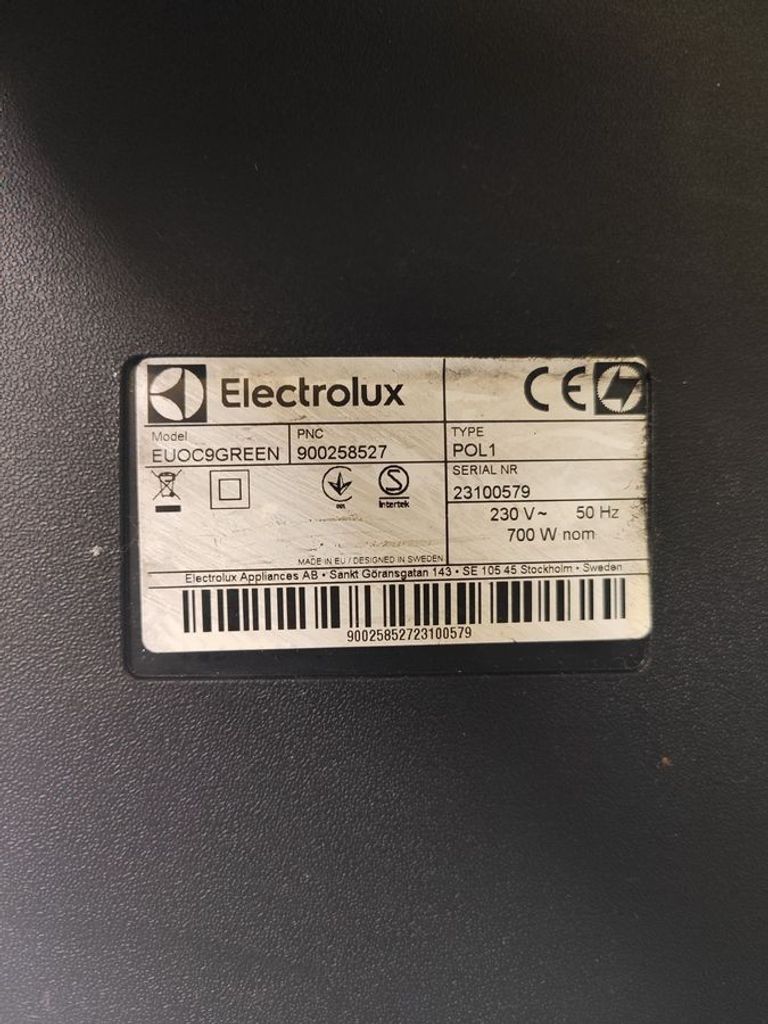 Electrolux
CE
Model
EUOC9GREEN
PNC
900258527
TYPE
POL1
SERIAL NR
23100579
S
Intertek
230 V~ 50 Hz
700 W nom
MADE IN EU / DESIGNED IN SWEDEN
Electrolux Appliances AB • Sankt Göransgatan 143 • SE 105 45 Stockholm • Sweden
90025852723100579